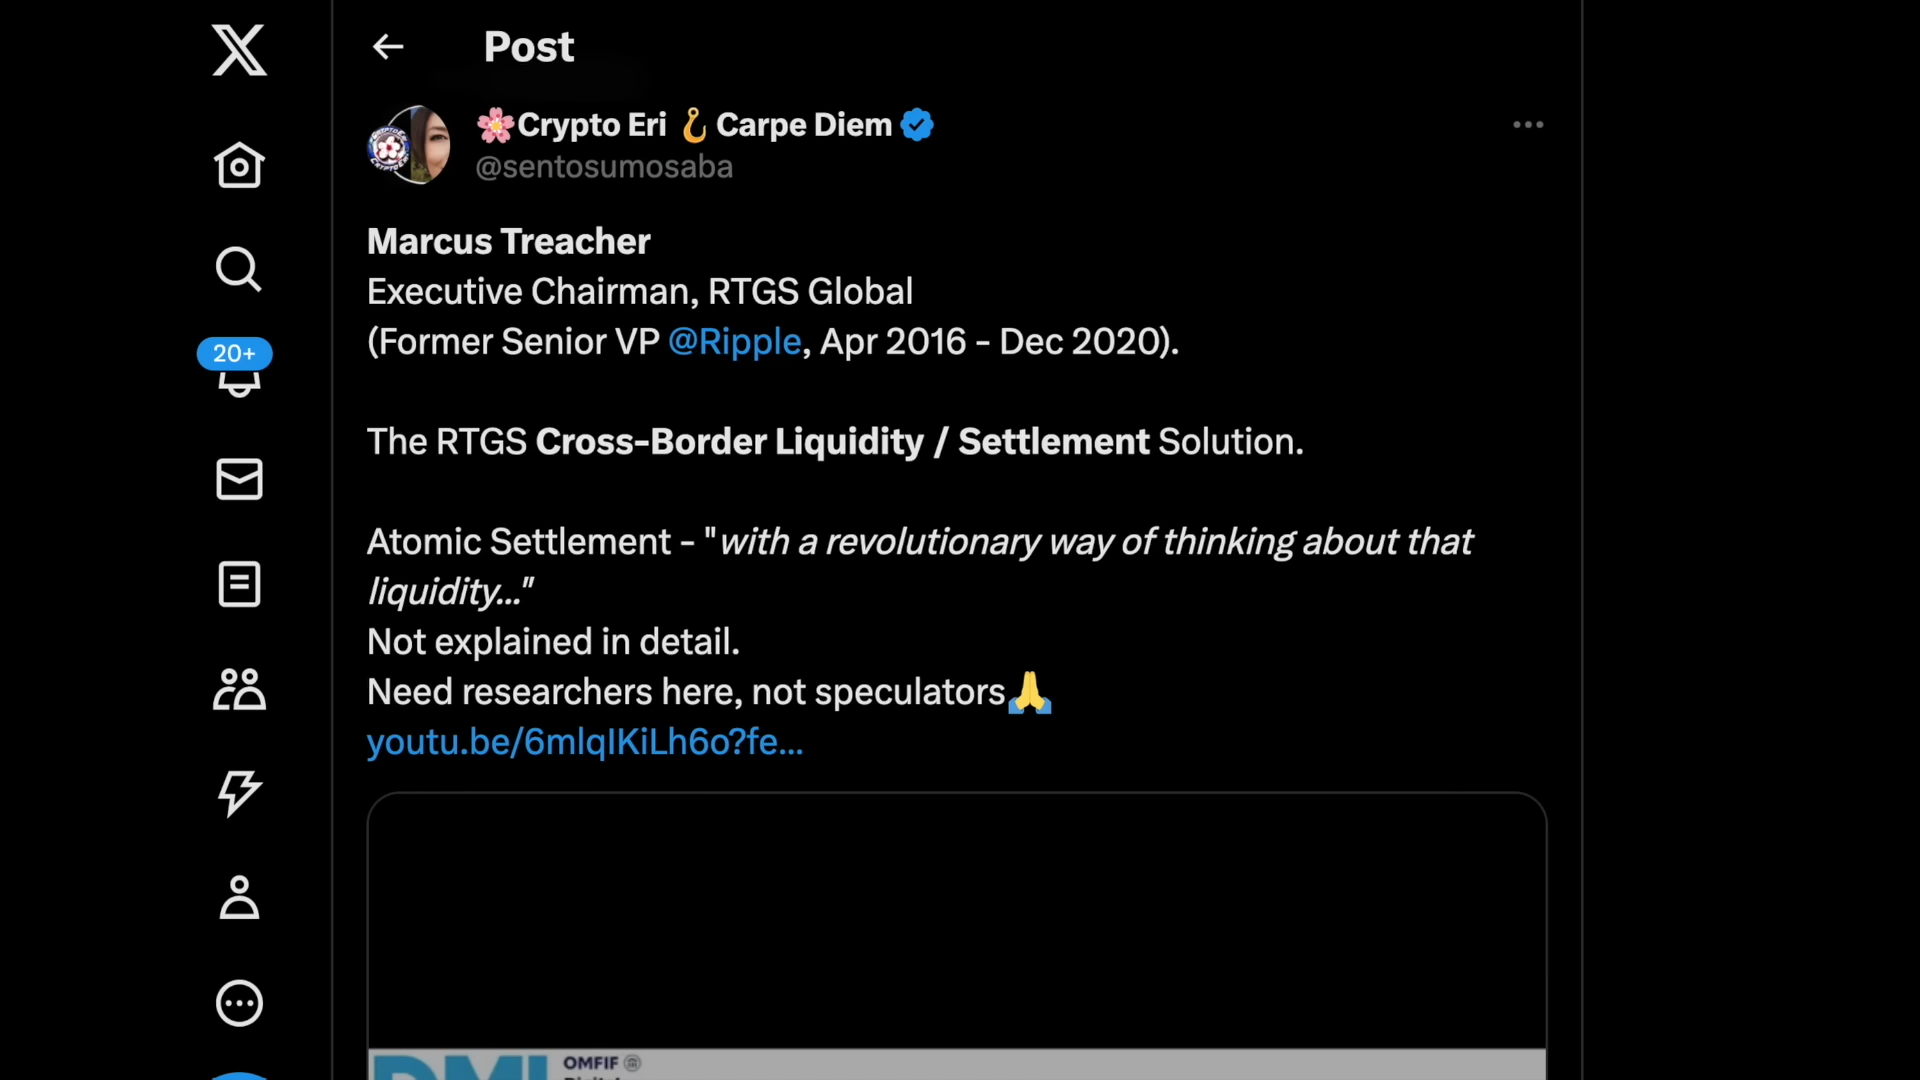 Post
🌸Crypto Eri 🪝Carpe Diem
@sentosumosaba
Marcus Treacher
Executive Chairman, RTGS Global
(Former Senior VP @Ripple, Apr 2016 - Dec 2020).
20+
The RTGS Cross-Border Liquidity / Settlement Solution.
Atomic Settlement - "with a revolutionary way of thinking about that
liquidity..."
Not explained in detail.
Need researchers here, not speculators🙏
youtu.be/6mlqIKiLh6o?fe...
OMFIF